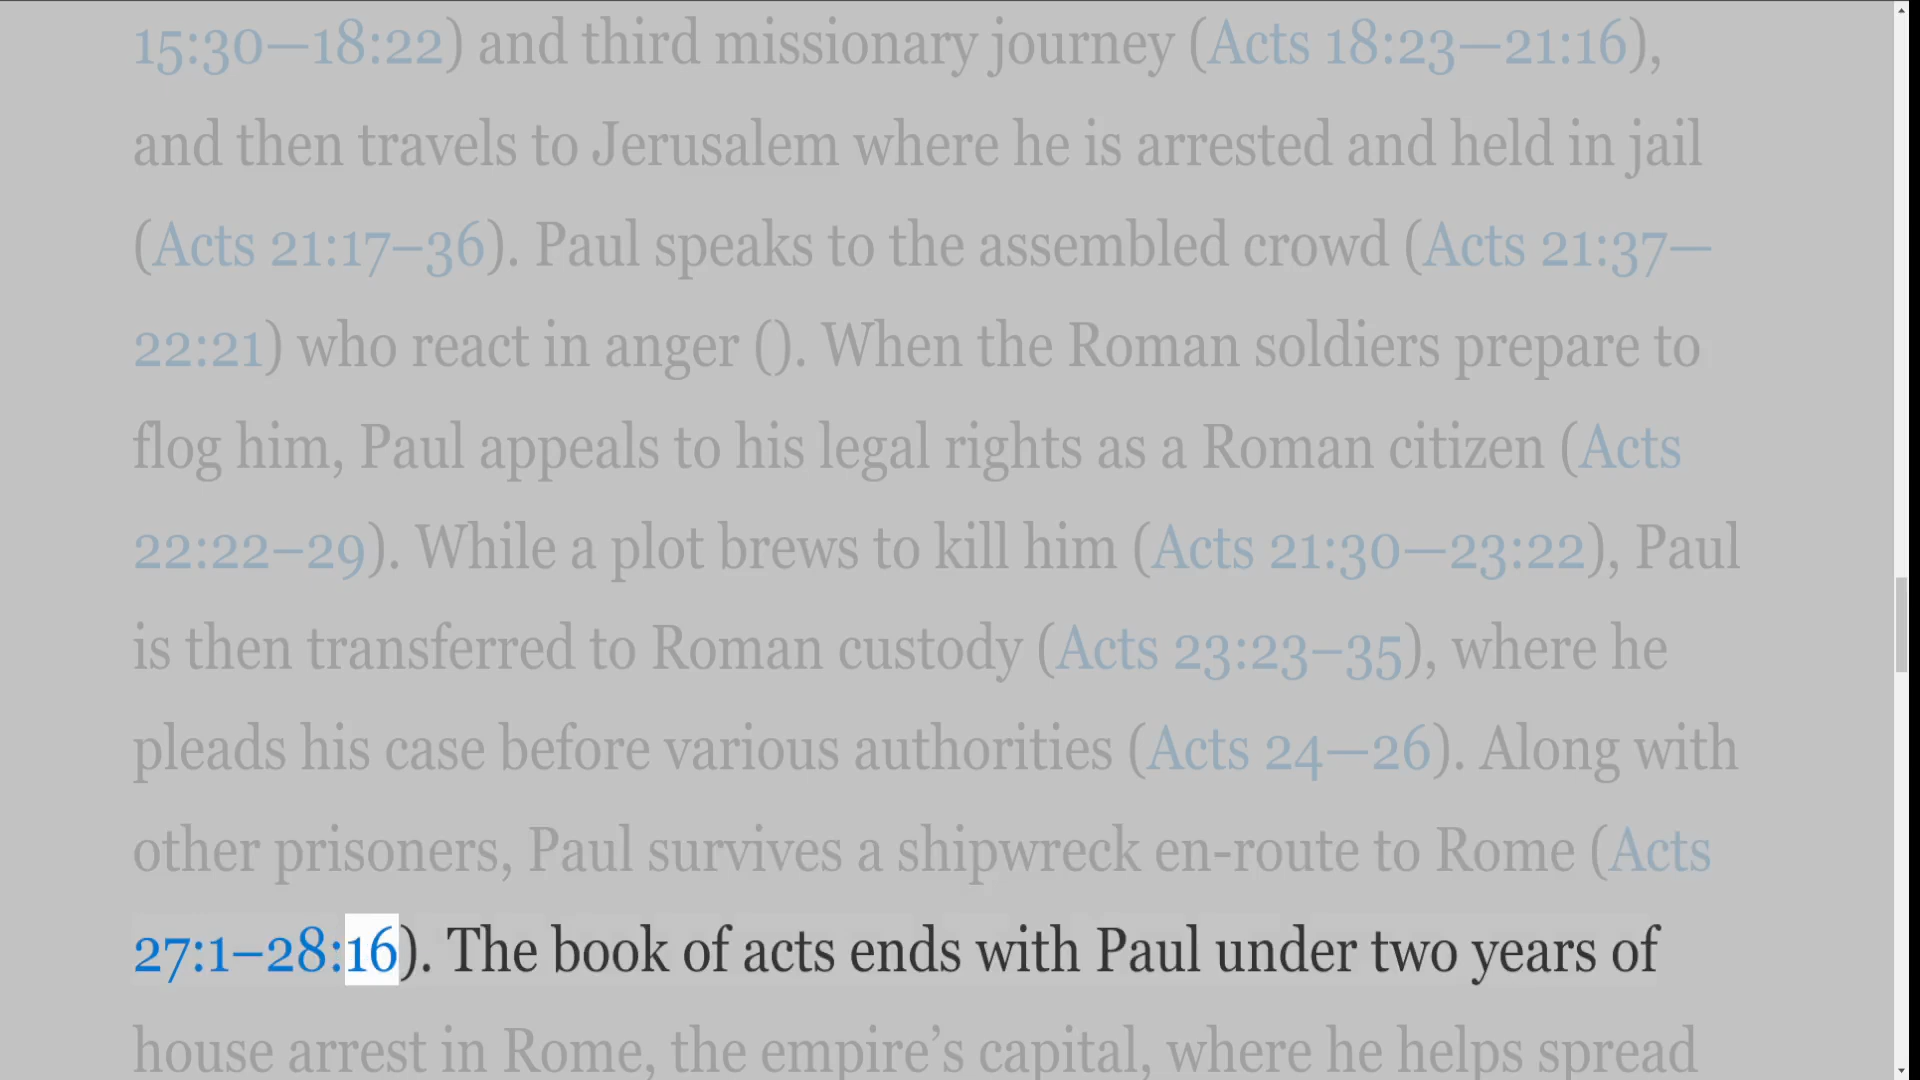 15:30—18:22) and third missionary journey (Acts 18:23—21:16),
and then travels to Jerusalem where he is arrested and held in jail
(Acts 21:17–36). Paul speaks to the assembled crowd (Acts 21:37—
22:21) who react in anger (). When the Roman soldiers prepare to
flog him, Paul appeals to his legal rights as a Roman citizen (Acts
22:22–29). While a plot brews to kill him (Acts 21:30—23:22), Paul
is then transferred to Roman custody (Acts 23:23–35), where he
pleads his case before various authorities (Acts 24—26). Along with
other prisoners, Paul survives a shipwreck en-route to Rome (Acts
27:1–28:16). The book of acts ends with Paul under two years of
house arrest in Rome, the empire’s capital, where he helps spread